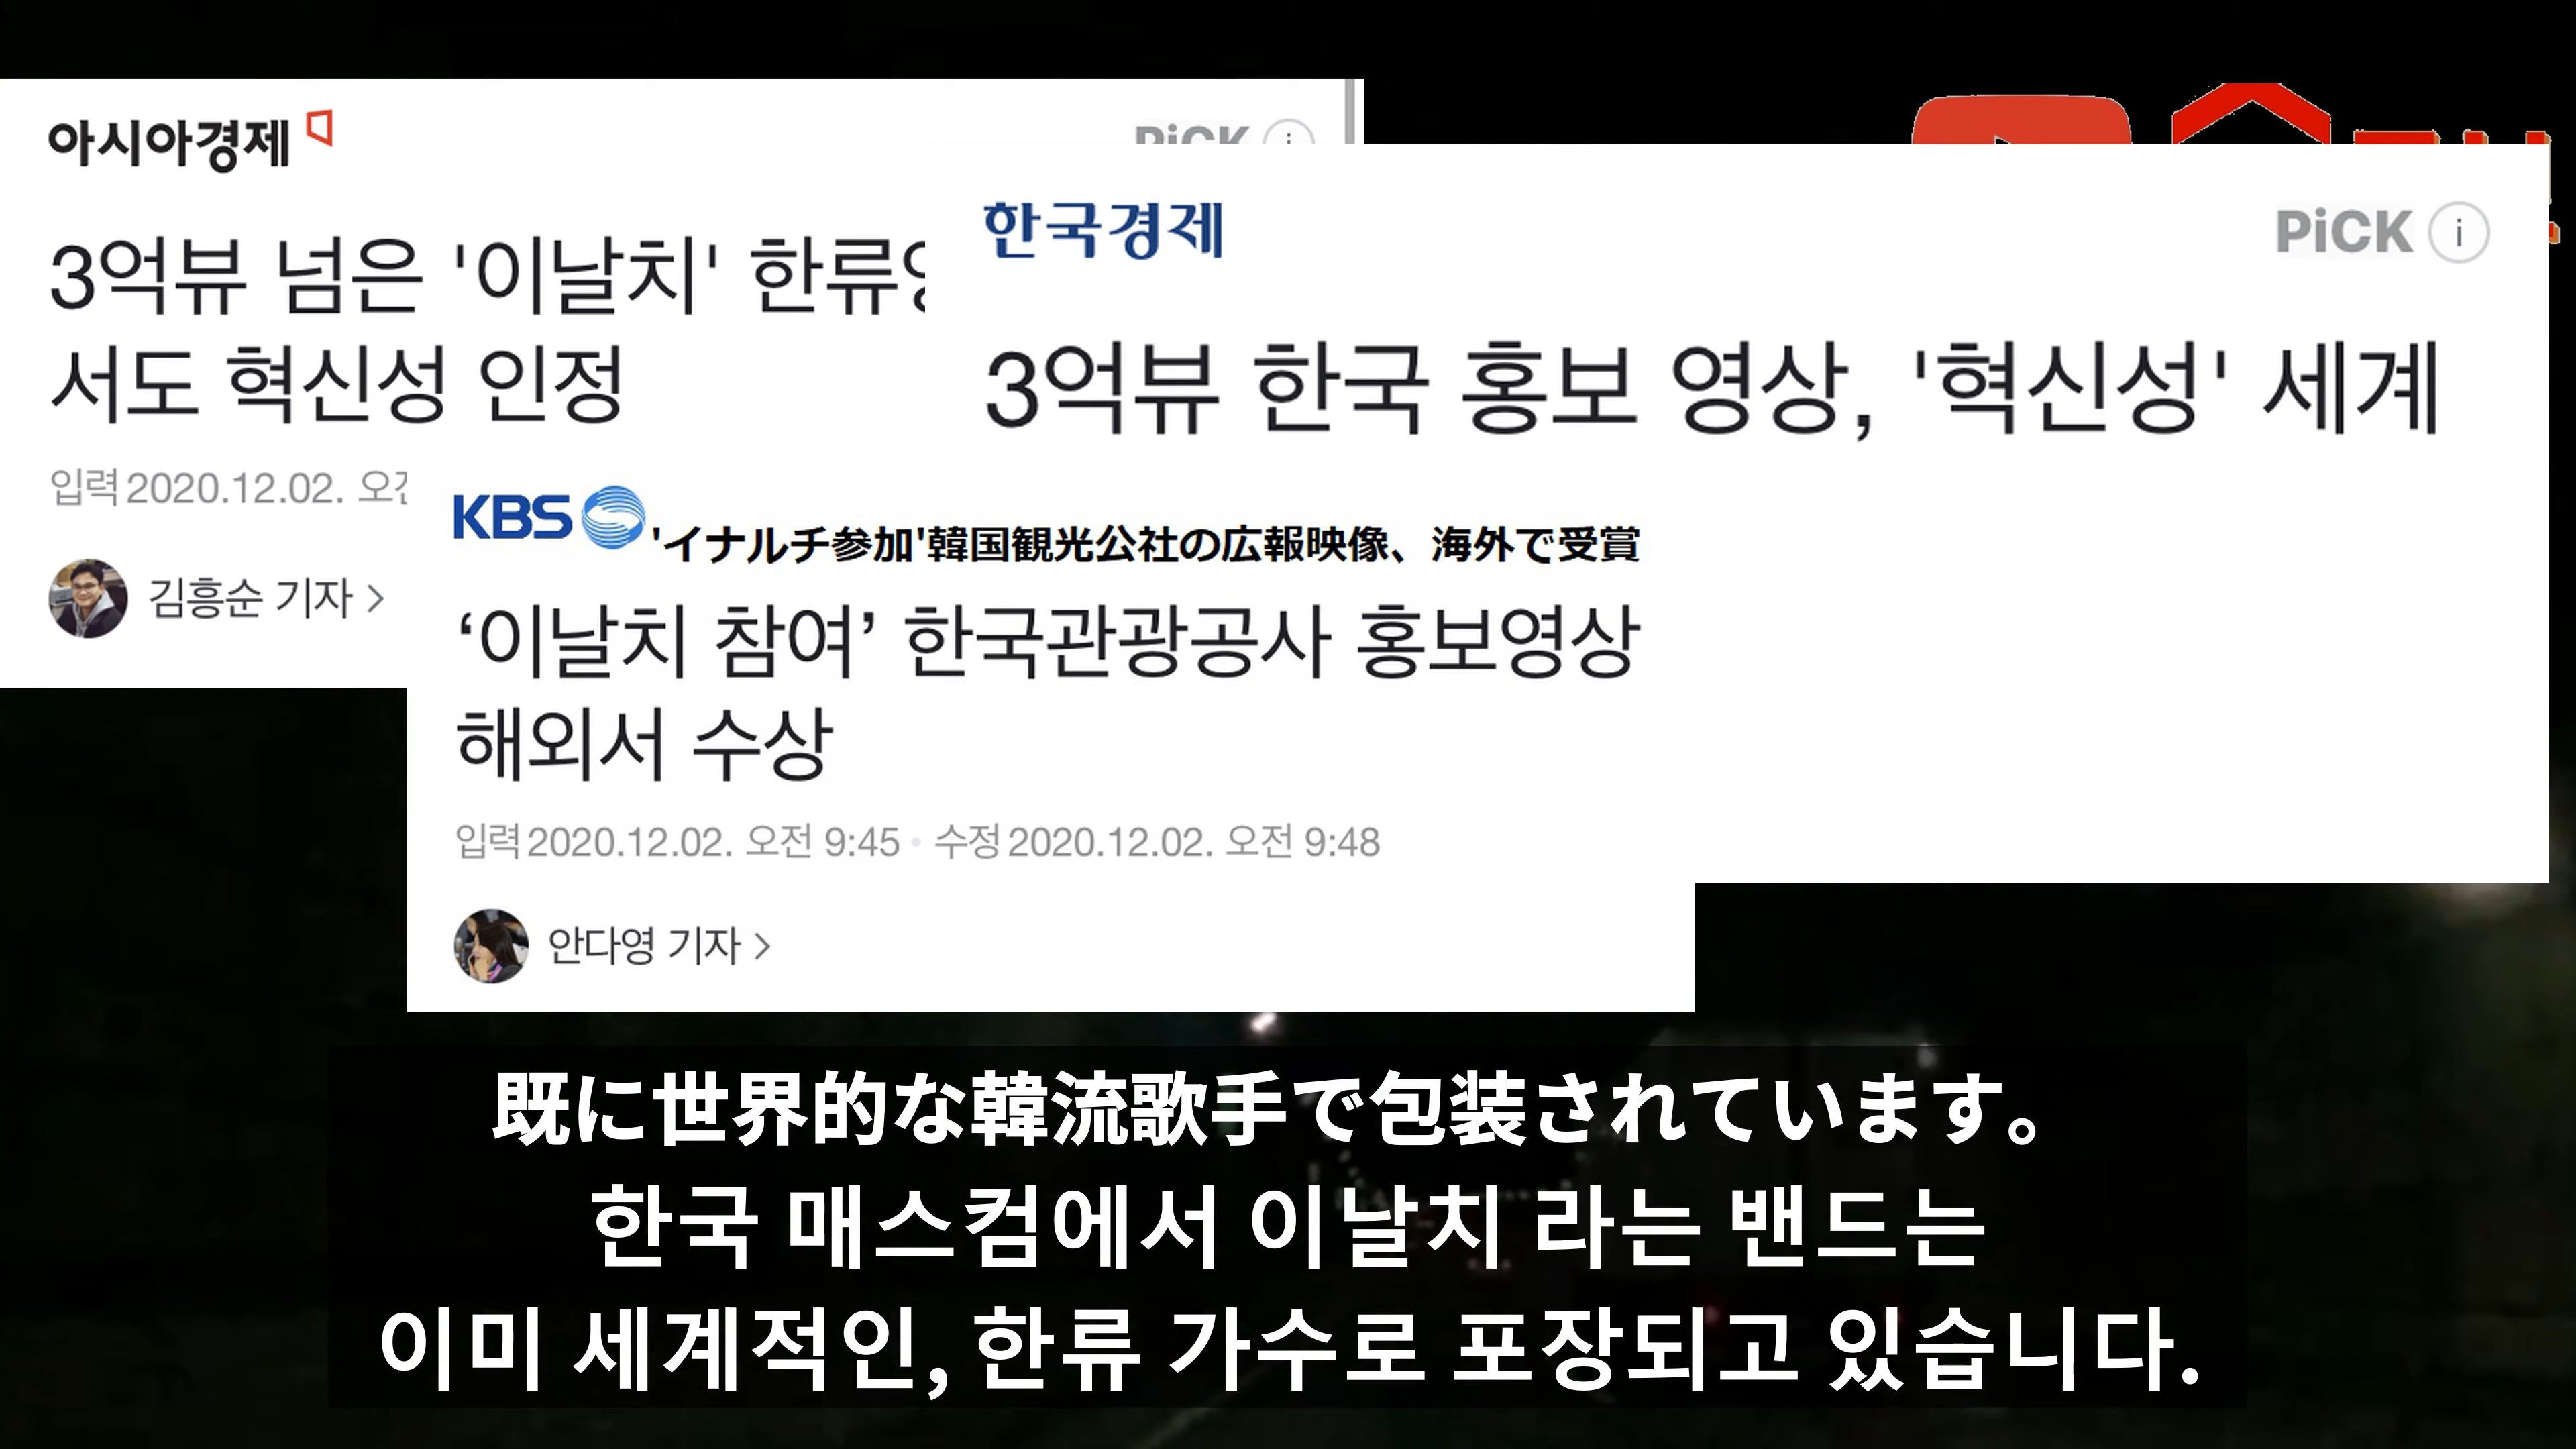 아시아경제
3억뷰 넘은 '이날치' 한류
서도 혁신성 인정
입력 2020.12.02.
김흥순 기자 >
PiCK i
한국경제
PiCK i
3억뷰 한국 홍보 영상, '혁신성' 세계
KBS
'イナルチ参加'韓国観光公社の広報映像、海外で受賞
‘이날치 참여’ 한국관광공사 홍보영상
해외서 수상
입력 2020.12.02. 오전 9:45 · 수정 2020.12.02. 오전 9:48
안다영 기자 >
既に世界的な韓流歌手で包装されています。
한국 매스컴에서 이날치 라는 밴드는
이미 세계적인, 한류 가수로 포장되고 있습니다.